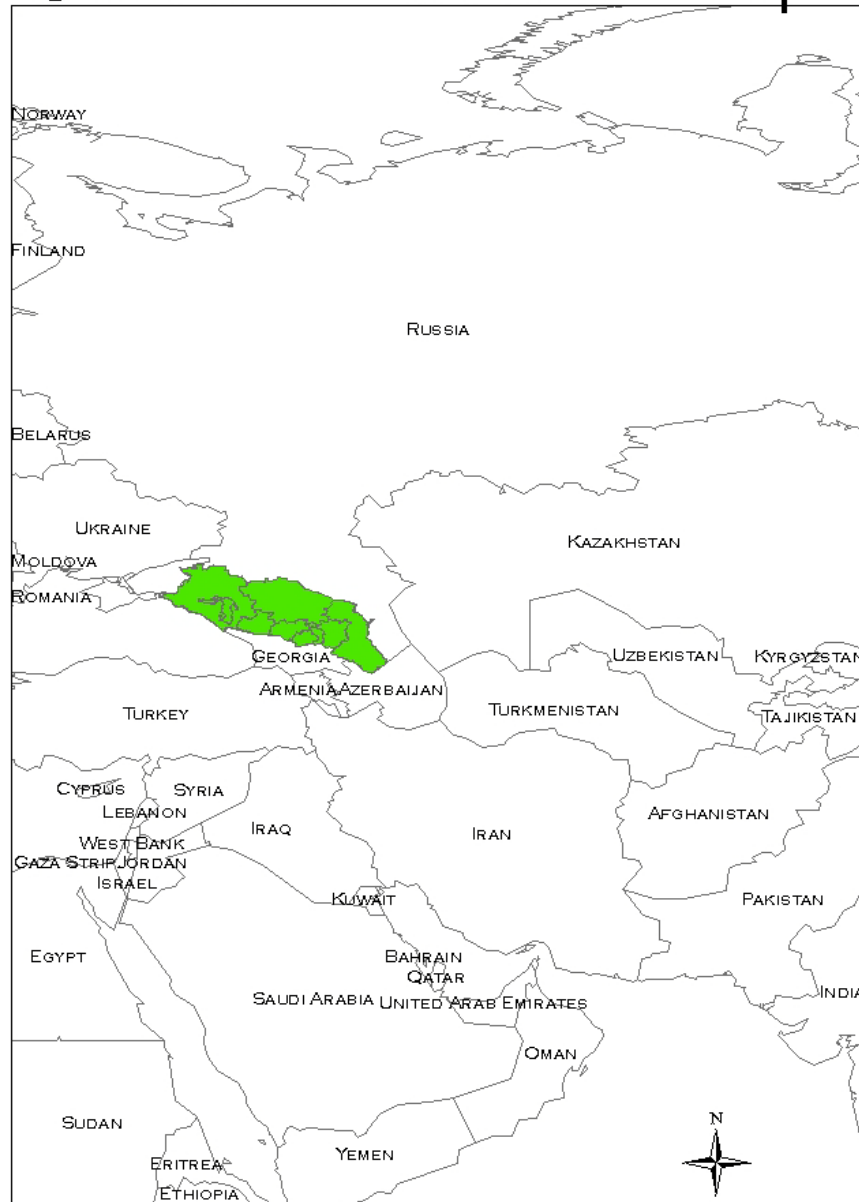 NORWAY
FINLAND
RUSSIA
BELARUS
UKRAINE
KAZAKHSTAN
MOLDOVA
ROMANIA
GEORGIA
UZBEKISTAN
KYRGYZSTAN
ARMENIA
AZERBAIJAN
TURKEY
TURKMENISTAN
TAJIKISTAN
CYPRUS
SYRIA
LEBANON
AFGHANISTAN
IRAQ
IRAN
WEST BANK
GAZA STRIP
JORDAN
ISRAEL
KUWAIT
PAKISTAN
EGYPT
BAHRAIN
QATAR
SAUDI ARABIA
UNITED ARAB EMIRATES
INDIA
OMAN
SUDAN
N
YEMEN
ERITREA
ETHIOPIA